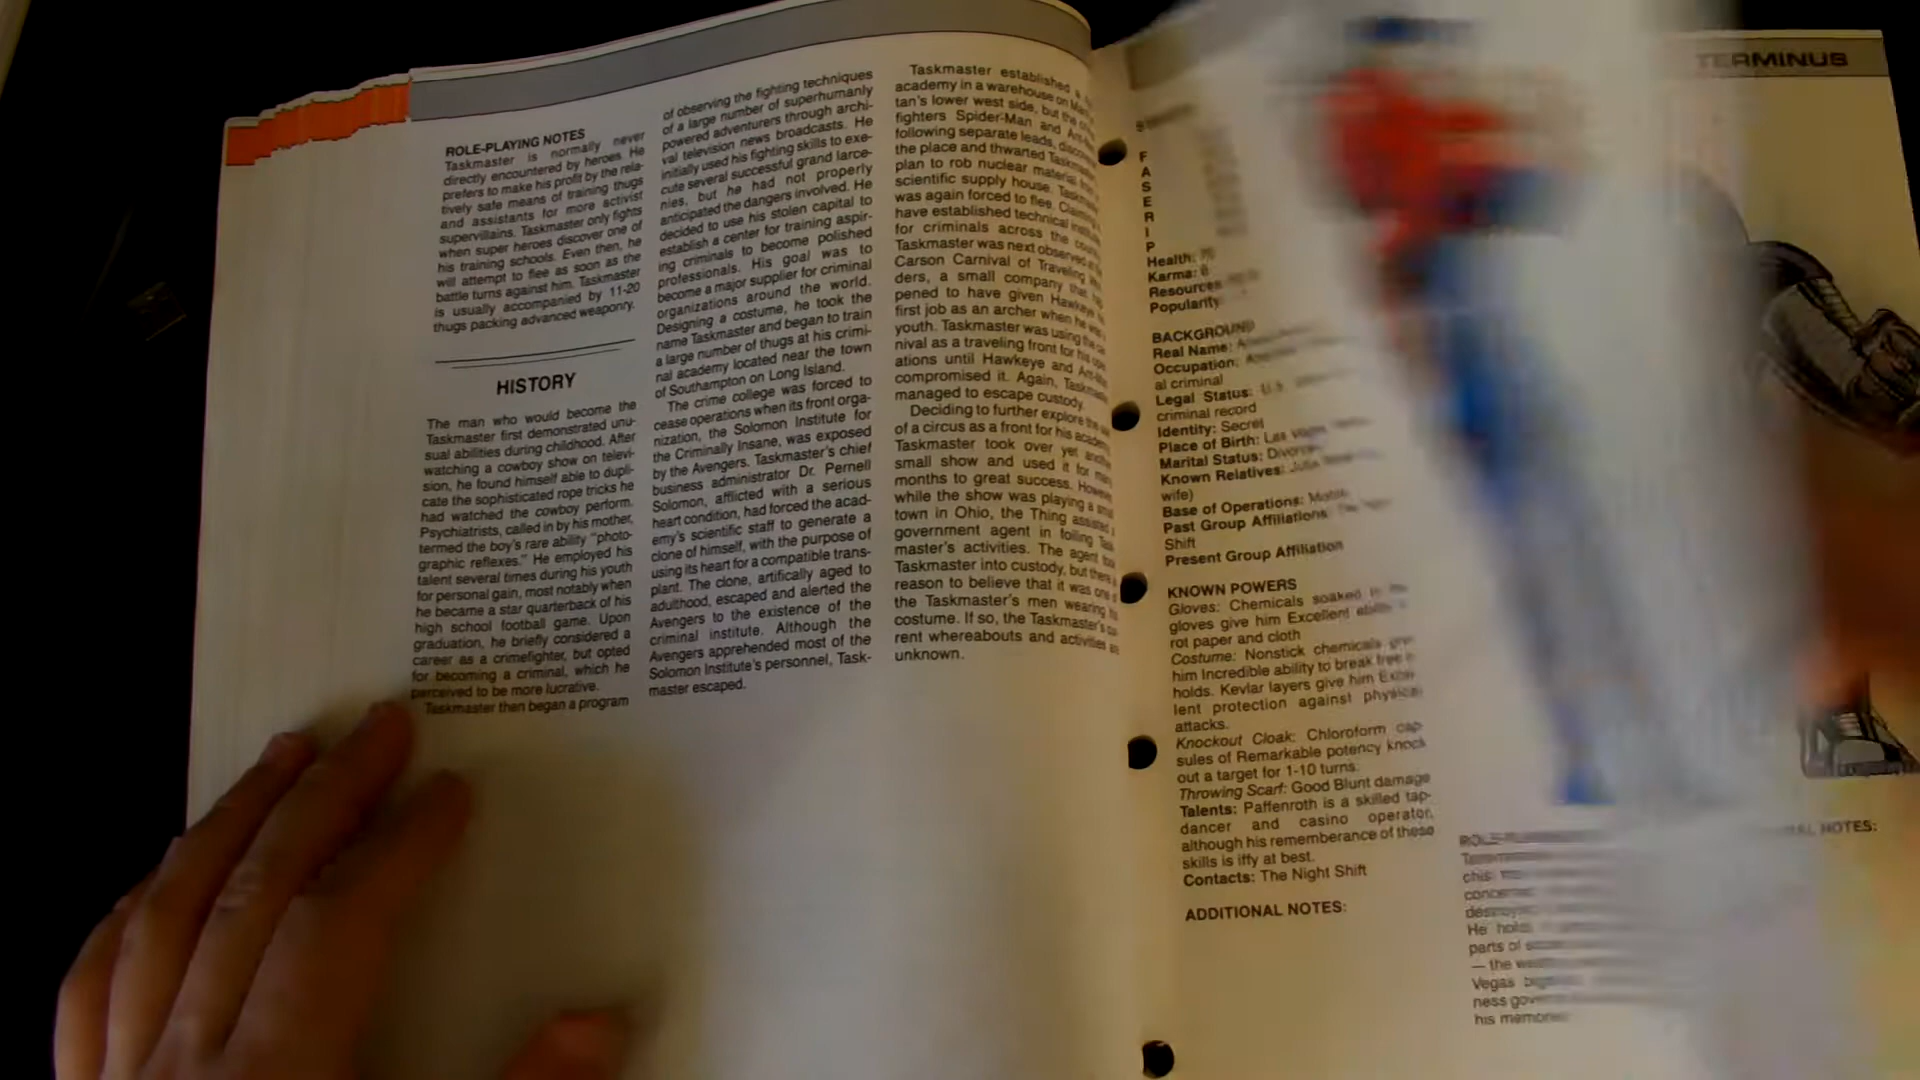 ROLE-PLAYING NOTES
Taskmaster is normally never
directly encountered by heroes. He
prefers to make his profit by the rela-
tively safe means of training thugs
and assistants for more activist
supervillains. Taskmaster only fights
when super heroes discover one of
his training schools. Even then, he
will attempt to flee as soon as the
battle turns against him. Taskmaster
is usually accompanied by 11-20
thugs packing advanced weaponry.
HISTORY
The man who would become the
Taskmaster first demonstrated unu-
sual abilities during childhood. After
watching a cowboy show on televi-
sion, he found himself able to dupli-
cate the sophisticated rope tricks he
had watched the cowboy perform.
Psychiatrists, called in by his mother,
termed the boy's rare ability "photo-
graphic reflexes." He employed his
talent several times during his youth
for personal gain, most notably when
he became a star quarterback of his
high school football game. Upon
graduation, he briefly considered a
career as a crimefighter, but opted
for becoming a criminal, which he
perceived to be more lucrative.
Taskmaster then began a program
of observing the fighting techniques
of a large number of superhumanly
powered adventurers through archi-
val television news broadcasts. He
initially used his fighting skills to exe-
cute several successful grand larce-
nies, but he had not properly
anticipated the dangers involved. He
decided to use his stolen capital to
establish a center for training aspir-
ing criminals to become polished
professionals. His goal was to
become a major supplier for criminal
organizations around the world.
Designing a costume, he took the
name Taskmaster and began to train
a large number of thugs at his crimi-
nal academy located near the town
of Southampton on Long Island.
The crime college was forced to
cease operations when its front orga-
nization, the Solomon Institute for
the Criminally Insane, was exposed
by the Avengers. Taskmaster's chief
business administrator Dr. Pernell
Solomon, afflicted with a serious
heart condition, had forced the acad-
emy's scientific staff to generate a
clone of himself, with the purpose of
using its heart for a compatible trans-
plant. The clone, artificially aged to
adulthood, escaped and alerted the
Avengers to the existence of the
criminal institute. Although the
Avengers apprehended most of the
Solomon Institute's personnel, Task-
master escaped.
Taskmaster established
academy in a warehouse on
tan's lower west side, but the
fighters Spider-Man and
following separate leads,
the place and thwarted
plan to rob nuclear material
scientific supply house.
was again forced to flee.
have established technical
for criminals across the
Taskmaster was next observed
Carson Carnival of Traveling
ders, a small company that
pened to have given Hawkeye
first job as an archer when he
youth. Taskmaster was using the
nival as a traveling front for his
ations until Hawkeye and
compromised it. Again,
managed to escape custody.
Deciding to further explore the
of a circus as a front for his
Taskmaster took over yet
small show and used it for
months to great success.
while the show was playing a
town in Ohio, the Thing
government agent in foiling
master's activities. The agent
Taskmaster into custody, but
reason to believe that it was
the Taskmaster's men wearing
costume. If so, the Taskmaster's
rent whereabouts and activities
unknown.
TERMINUS
F
A
S
E
R
I
P
Health:
Karma:
Resources
Popularity
BACKGROUND
Real Name:
Occupation:
al criminal
Legal Status: U.S.
criminal record
Identity: Secret
Place of Birth: Las Vegas
Marital Status:
Known Relatives:
wife)
Base of Operations:
Past Group Affiliations:
Shift
Present Group Affiliation
KNOWN POWERS
Gloves: Chemicals soaked
gloves give him Excellent
rot paper and cloth
Costume: Nonstick chemicals
him Incredible ability to break free
holds. Kevlar layers give him
lent protection against physical
attacks.
Knockout Cloak: Chloroform cap-
sules of Remarkable potency knock
out a target for 1-10 turns.
Throwing Scarf: Good Blunt damage
Talents: Paffenroth is a skilled tap-
dancer and casino operator,
although his rememberance of these
skills is iffy at best.
Contacts: The Night Shift
ADDITIONAL NOTES:
He
parts of
— the
Vegas
ness
his
NOTES: